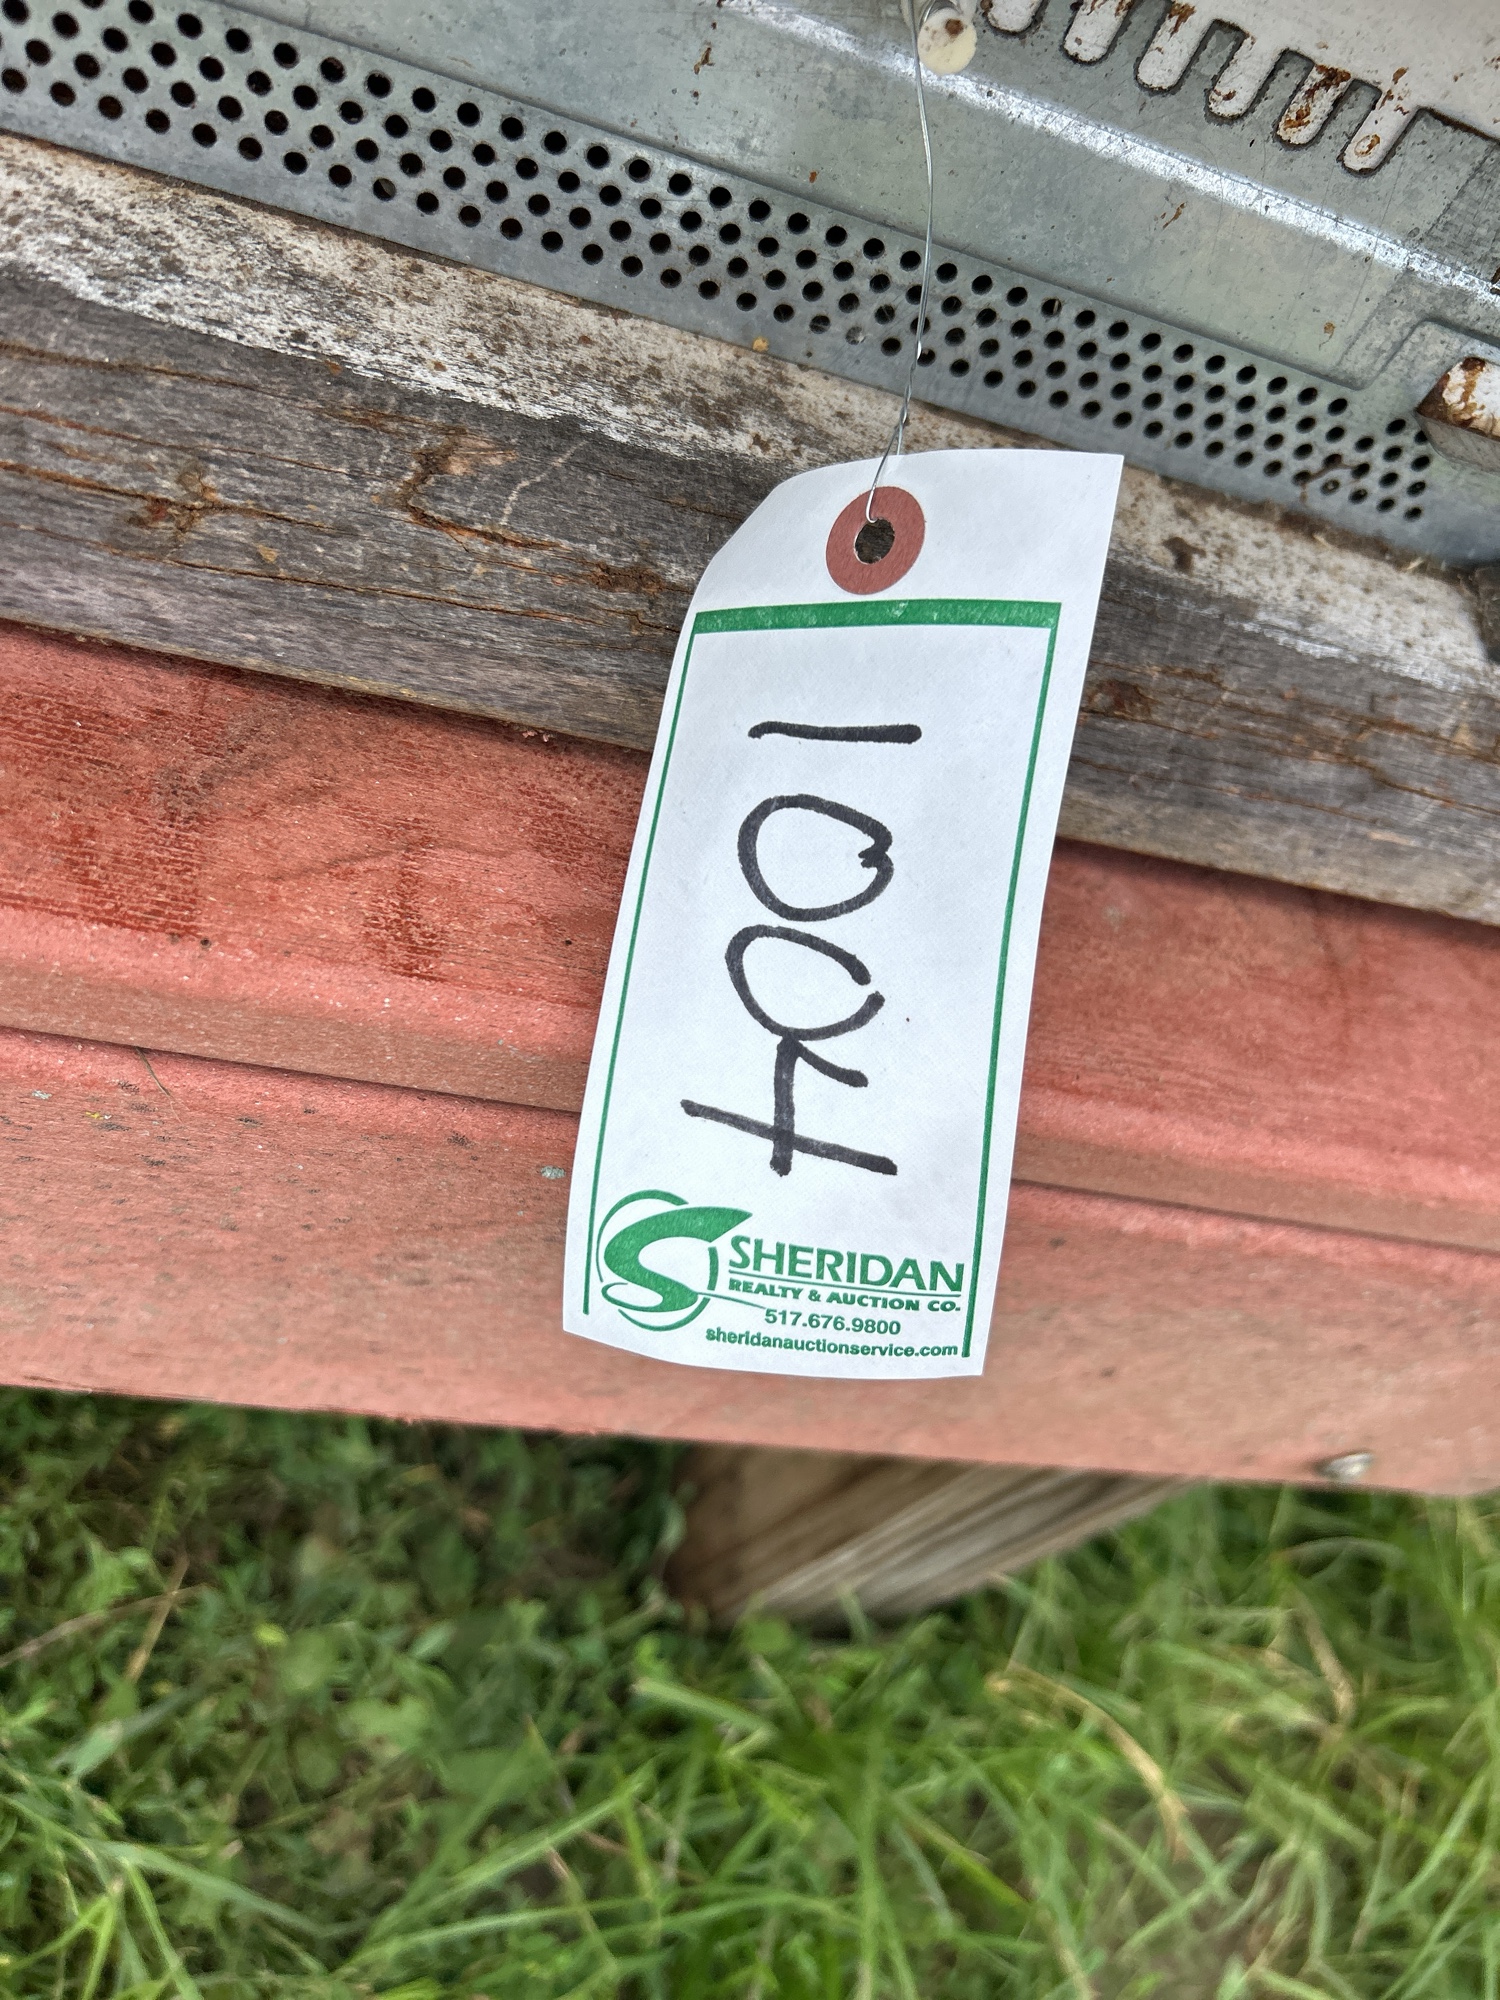 1004
SHERIDAN
REALTY & AUCTION CO.
517.676.9800
sheridanauctionservice.com